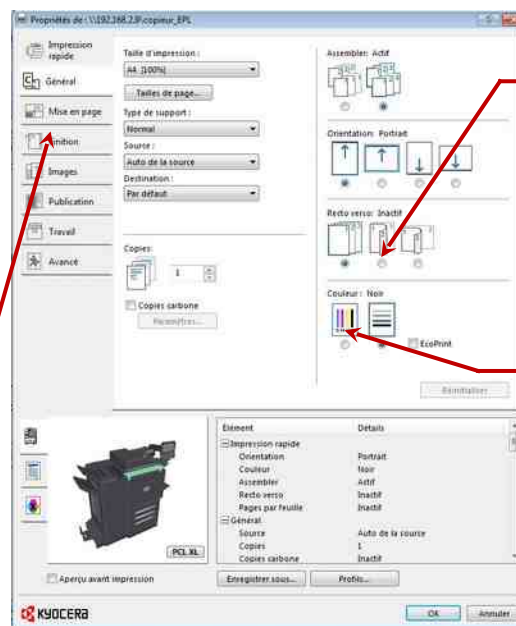 Propriétés de : \\192.168.2.9\copieur_EPL
Impression rapide
Général
Mise en page
Images
Publication
Travail
Avancé
Taille d'impression :
A4 [100%]
Tailles de page...
Type de support :
Normal
Source :
Auto de la source
Destination :
Par défaut
Copies:
1
Copies carbone
Paramètres...
Assembler: Actif
Orientation: Portrait
Recto verso: Inactif
Couleur: Noir
EcoPrint
Réinitialiser
PCL XL
Aperçu avant impression
Élément Détails
Impression rapide
Orientation Portrait
Couleur Noir
Assembler Actif
Recto verso Inactif
Pages par feuille Inactif
Général
Source Auto de la source
Copies 1
Copies carbone Inactif
Enregistrer sous... Profils...
KYOCERA
OK Annuler